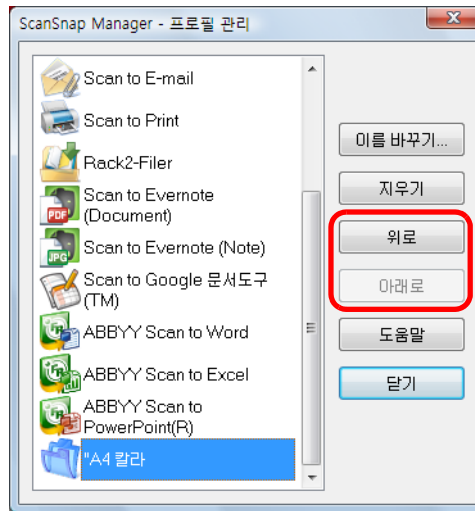 ScanSnap Manager - 프로필 관리
Scan to E-mail
Scan to Print
Rack2-Filer
Scan to Evernote
(Document)
Scan to Evernote (Note)
Scan to Google 문서도구
(TM)
ABBYY Scan to Word
ABBYY Scan to Excel
ABBYY Scan to
PowerPoint(R)
"A4 칼라
이름 바꾸기...
지우기
위로
아래로
도움말
닫기
PDF
JPG